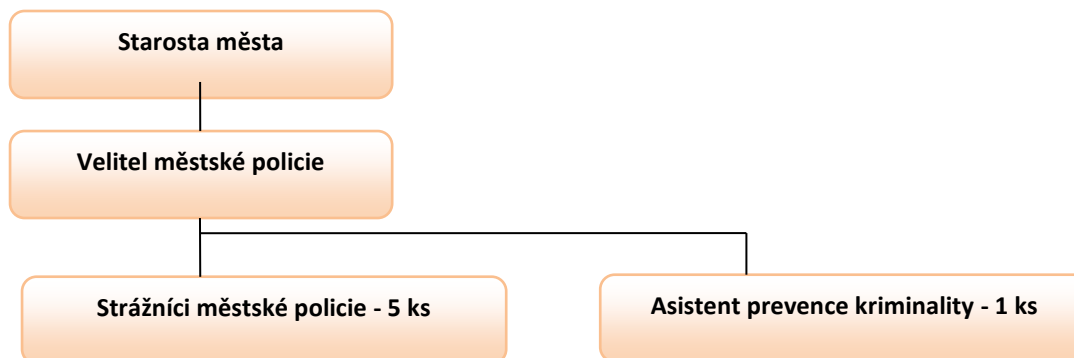 Starosta města
Velitel městské policie
Strážníci městské policie - 5 ks
Asistent prevence kriminality - 1 ks